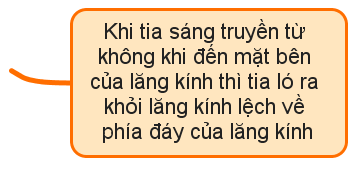 Khi tia sáng truyền từ
không khi đến mặt bên
của lăng kính thì tia ló ra
khỏi lăng kính lệch về
phía đáy của lăng kính